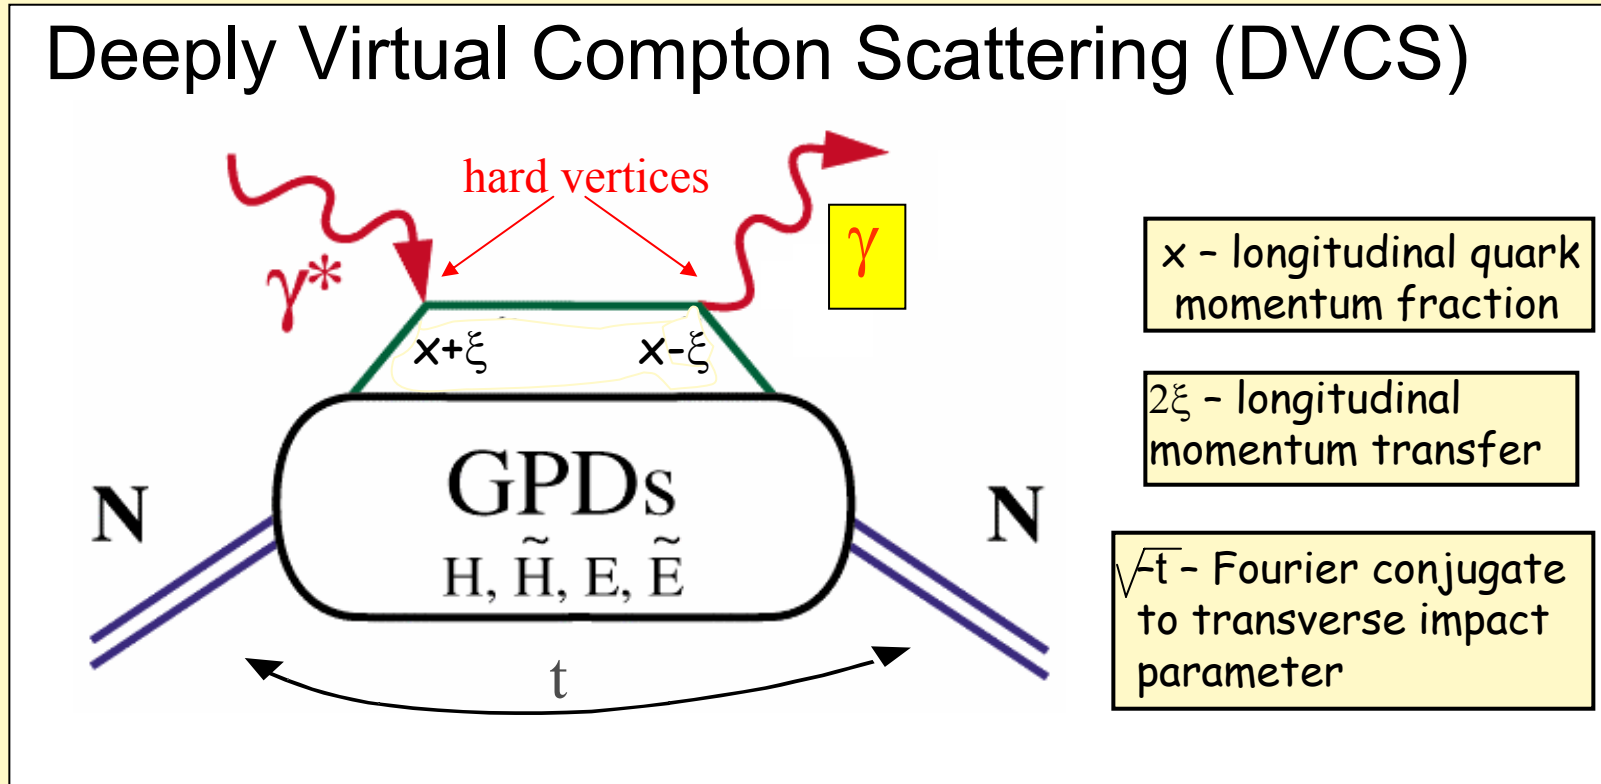 Deeply Virtual Compton Scattering (DVCS)
hard vertices
γ*
γ
x+ξ
x-ξ
GPDs
H, H̃, E, Ẽ
N
N
t
x – longitudinal quark
momentum fraction
2ξ – longitudinal
momentum transfer
√-t – Fourier conjugate
to transverse impact
parameter